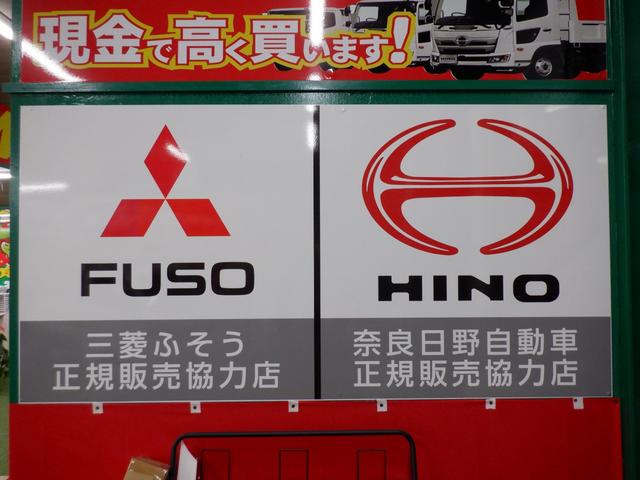 現金で高く買います!
FUSO
三菱ふそう
正規販売協力店
HINO
奈良日野自動車
正規販売協力店